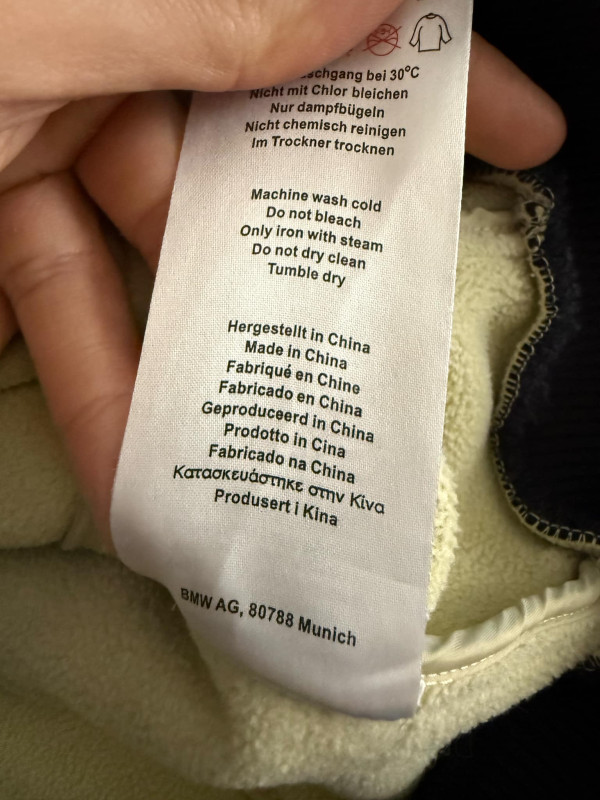 bei 30°C
Nicht mit Chlor bleichen
Nur dampfbügeln
Nicht chemisch reinigen
Im Trockner trocknen
Machine wash cold
Do not bleach
Only iron with steam
Do not dry clean
Tumble dry
Hergestellt in China
Made in China
Fabriqué en Chine
Fabricado en China
Geproduceerd in China
Prodotto in Cina
Fabricado na China
Κατασκευάστηκε στην Κίνα
Produsert i Kina
BMW AG, 80788 Munich